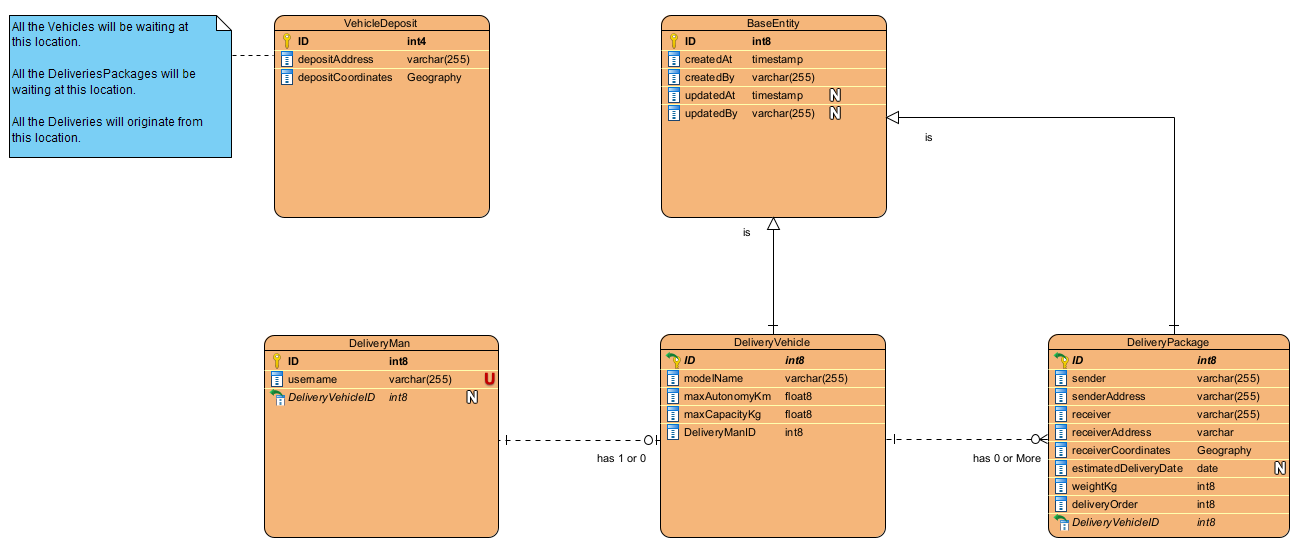 All the Vehicles will be waiting at
this location.
All the DeliveriesPackages will be
waiting at this location.
All the Deliveries will originate from
this location.
VehicleDeposit
ID int4
depositAddress varchar(255)
depositCoordinates Geography
BaseEntity
ID int8
createdAt timestamp
createdBy varchar(255)
updatedAt timestamp N
updatedBy varchar(255) N
is
is
DeliveryMan
ID int8
username varchar(255) U
DeliveryVehicleID int8 N
has 1 or 0
DeliveryVehicle
ID int8
modelName varchar(255)
maxAutonomyKm float8
maxCapacityKg float8
DeliveryManID int8
has 0 or More
DeliveryPackage
ID int8
sender varchar(255)
senderAddress varchar(255)
receiver varchar(255)
receiverAddress varchar
receiverCoordinates Geography
estimatedDeliveryDate date N
weightKg int8
deliveryOrder int8
DeliveryVehicleID int8